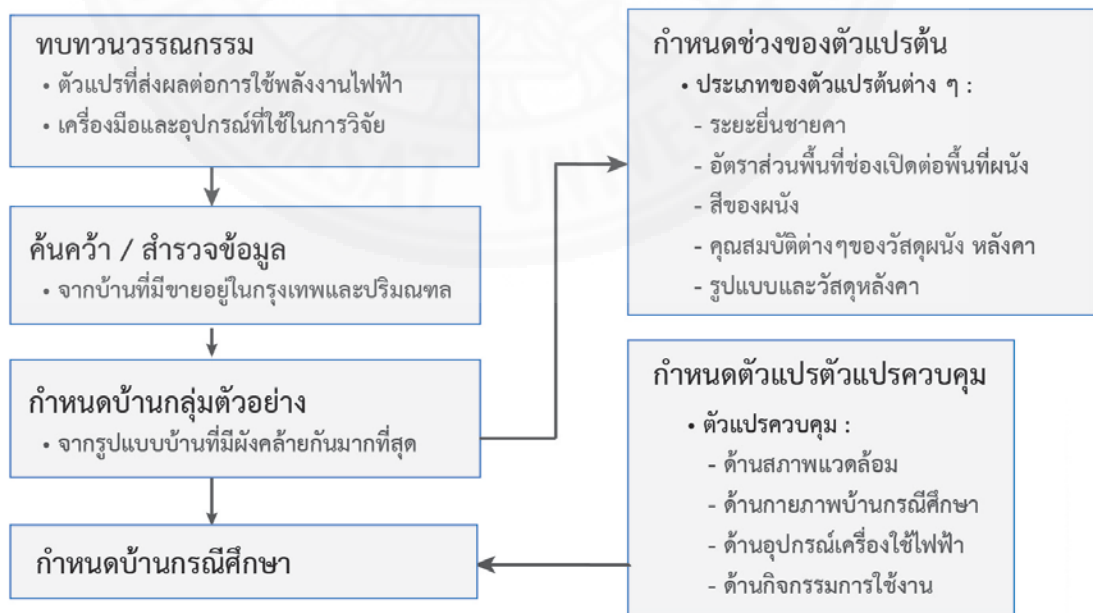 ทบทวนวรรณกรรม
• ตัวแปรที่ส่งผลต่อการใช้พลังงานไฟฟ้า
• เครื่องมือและอุปกรณ์ที่ใช้ในการวิจัย
ค้นคว้า / สำรวจข้อมูล
• จากบ้านที่มีขายอยู่ในกรุงเทพและปริมณฑล
กำหนดบ้านกลุ่มตัวอย่าง
• จากรูปแบบบ้านที่มีผังคล้ายกันมากที่สุด
กำหนดบ้านกรณีศึกษา
กำหนดช่วงของตัวแปรต้น
• ประเภทของตัวแปรต้นต่าง ๆ :
- ระยะยื่นชายคา
- อัตราส่วนพื้นที่ช่องเปิดต่อพื้นที่ผนัง
- สีของผนัง
- คุณสมบัติต่างๆของวัสดุผนัง หลังคา
- รูปแบบและวัสดุหลังคา
กำหนดตัวแปรตัวแปรควบคุม
• ตัวแปรควบคุม :
- ด้านสภาพแวดล้อม
- ด้านกายภาพบ้านกรณีศึกษา
- ด้านอุปกรณ์เครื่องใช้ไฟฟ้า
- ด้านกิจกรรมการใช้งาน